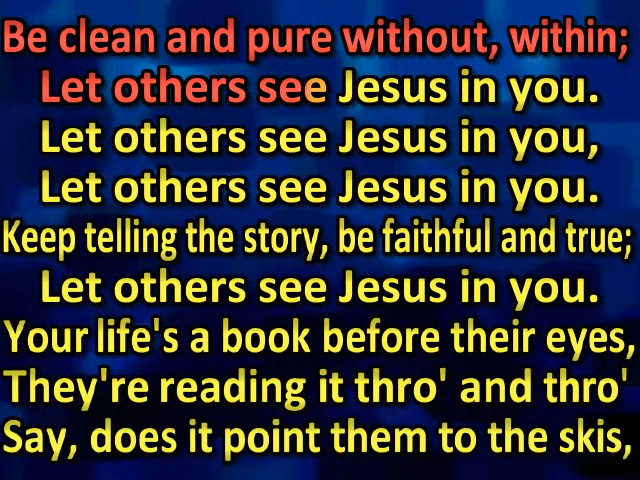 Be clean and pure without, within;
Let others see Jesus in you.
Let others see Jesus in you,
Let others see Jesus in you.
Keep telling the story, be faithful and true;
Let others see Jesus in you.
Your life's a book before their eyes,
They're reading it thro' and thro'
Say, does it point them to the skis,